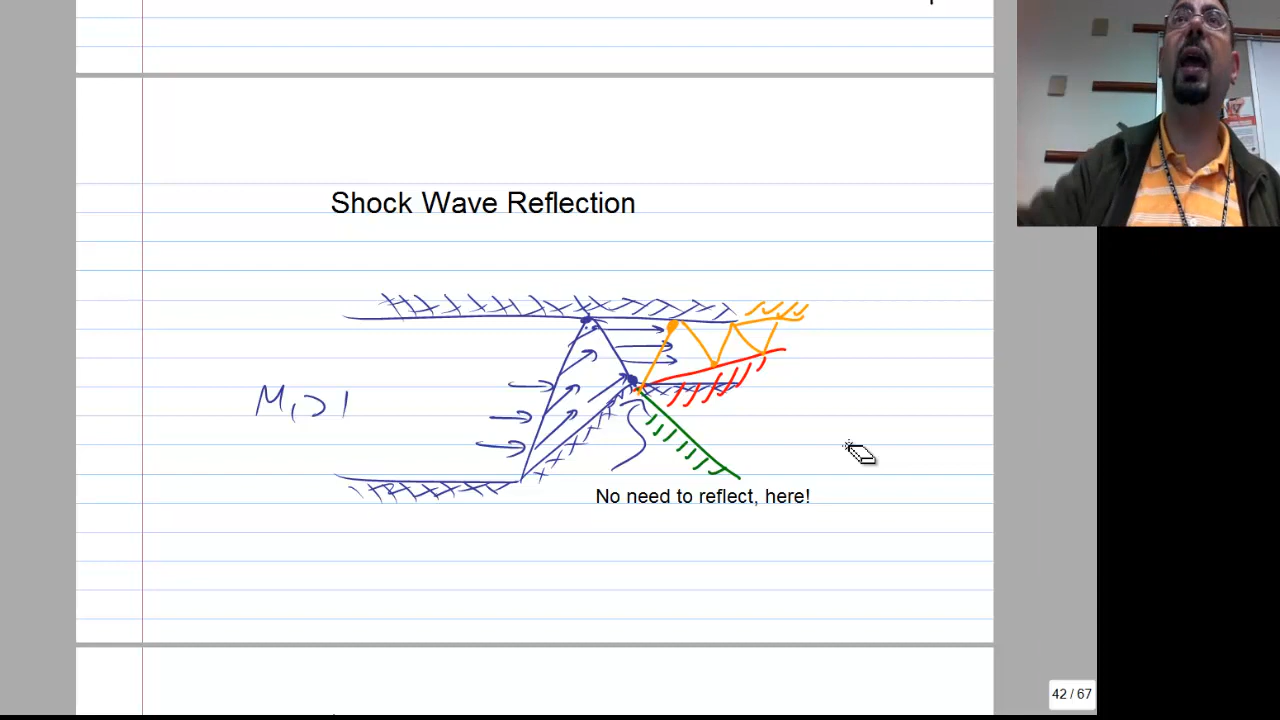 Shock Wave Reflection
M₁ > 1
No need to reflect, here!
42 / 67